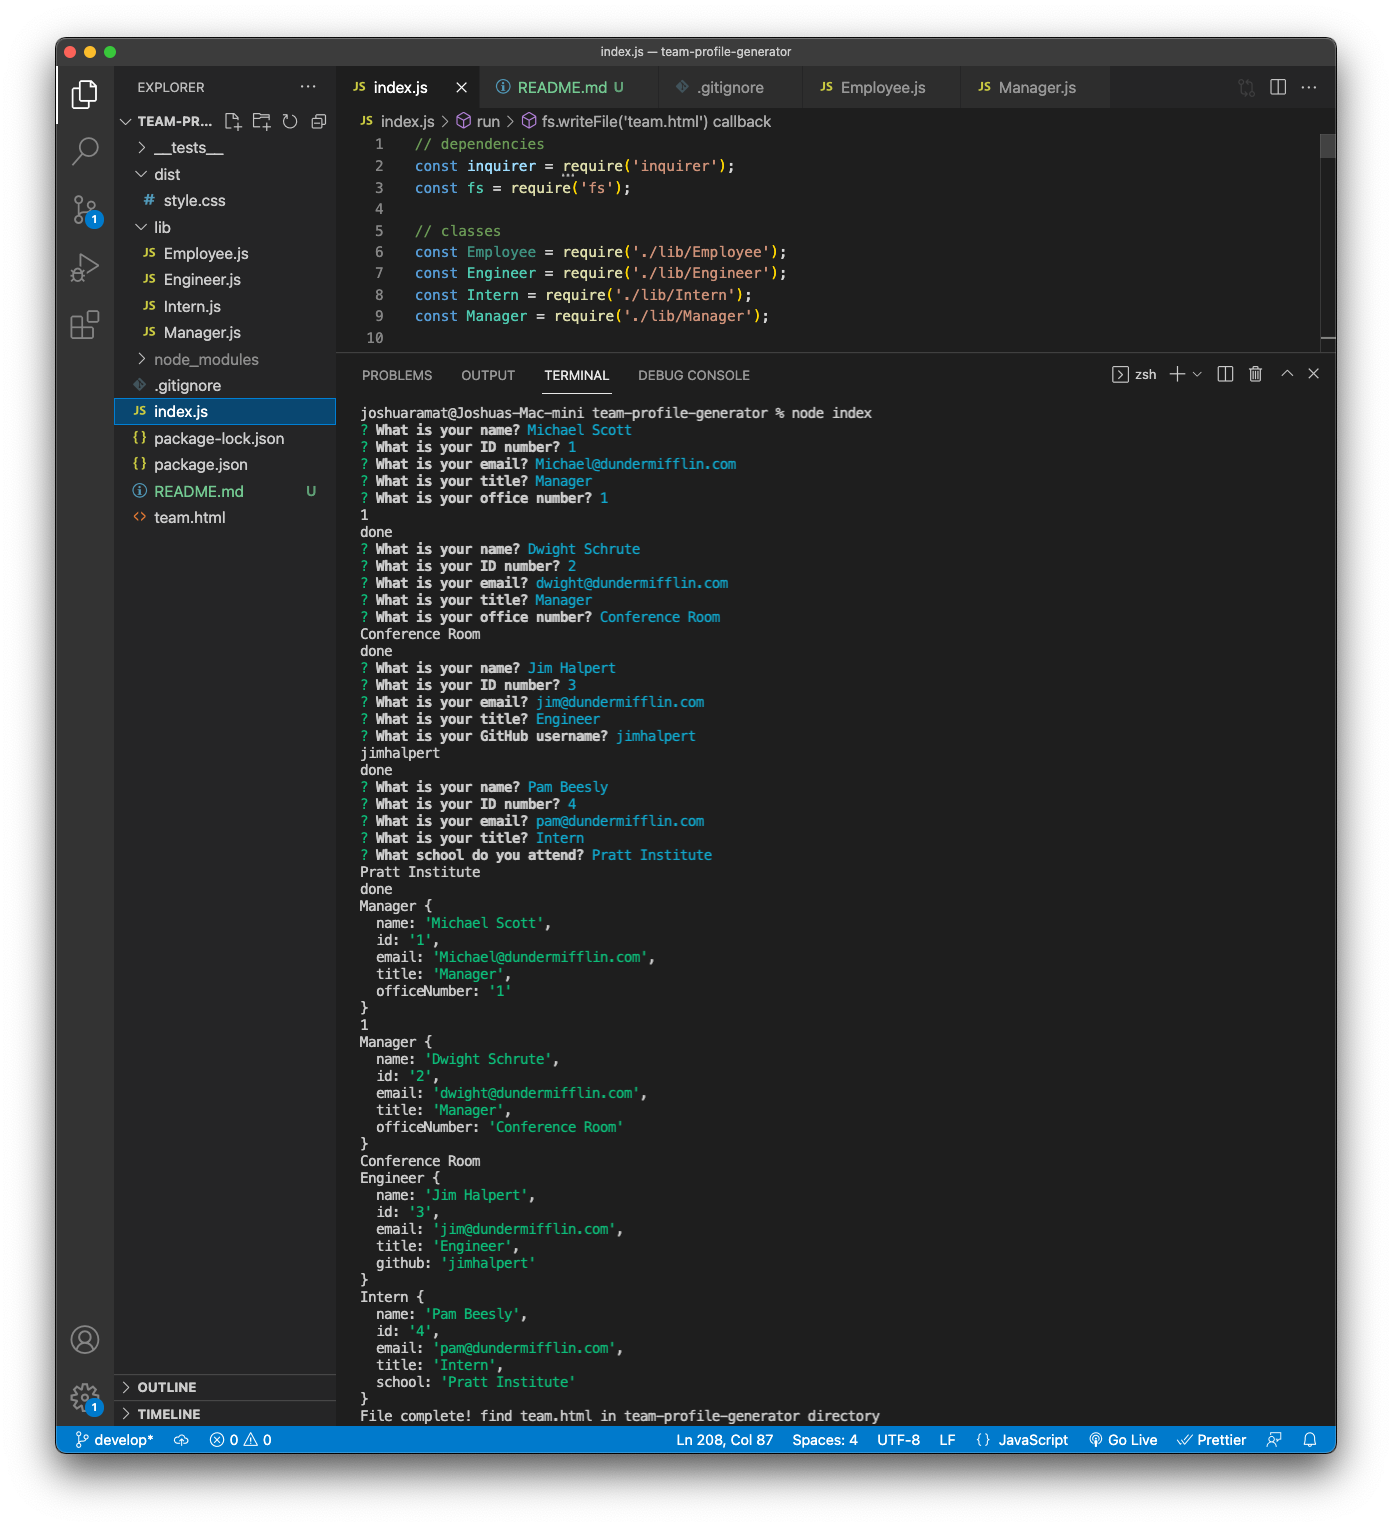 index.js — team-profile-generator
EXPLORER ···
TEAM-PR...
__tests__
dist
# style.css
lib
JS Employee.js
JS Engineer.js
JS Intern.js
JS Manager.js
node_modules
.gitignore
JS index.js
{} package-lock.json
{} package.json
README.md U
<> team.html
OUTLINE
TIMELINE
1
1
JS index.js × README.md U .gitignore JS Employee.js JS Manager.js ···
JS index.js > run > fs.writeFile('team.html') callback
1 // dependencies
2 const inquirer = require('inquirer');
3 const fs = require('fs');
4
5 // classes
6 const Employee = require('./lib/Employee');
7 const Engineer = require('./lib/Engineer');
8 const Intern = require('./lib/Intern');
9 const Manager = require('./lib/Manager');
10
PROBLEMS OUTPUT TERMINAL DEBUG CONSOLE zsh
joshuaramat@Joshuas-Mac-mini team-profile-generator % node index
? What is your name? Michael Scott
? What is your ID number? 1
? What is your email? Michael@dundermifflin.com
? What is your title? Manager
? What is your office number? 1
1
done
? What is your name? Dwight Schrute
? What is your ID number? 2
? What is your email? dwight@dundermifflin.com
? What is your title? Manager
? What is your office number? Conference Room
Conference Room
done
? What is your name? Jim Halpert
? What is your ID number? 3
? What is your email? jim@dundermifflin.com
? What is your title? Engineer
? What is your GitHub username? jimhalpert
jimhalpert
done
? What is your name? Pam Beesly
? What is your ID number? 4
? What is your email? pam@dundermifflin.com
? What is your title? Intern
? What school do you attend? Pratt Institute
Pratt Institute
done
Manager {
  name: 'Michael Scott',
  id: '1',
  email: 'Michael@dundermifflin.com',
  title: 'Manager',
  officeNumber: '1'
}
1
Manager {
  name: 'Dwight Schrute',
  id: '2',
  email: 'dwight@dundermifflin.com',
  title: 'Manager',
  officeNumber: 'Conference Room'
}
Conference Room
Engineer {
  name: 'Jim Halpert',
  id: '3',
  email: 'jim@dundermifflin.com',
  title: 'Engineer',
  github: 'jimhalpert'
}
Intern {
  name: 'Pam Beesly',
  id: '4',
  email: 'pam@dundermifflin.com',
  title: 'Intern',
  school: 'Pratt Institute'
}
File complete! find team.html in team-profile-generator directory
develop* 0 0 Ln 208, Col 87 Spaces: 4 UTF-8 LF {} JavaScript Go Live Prettier